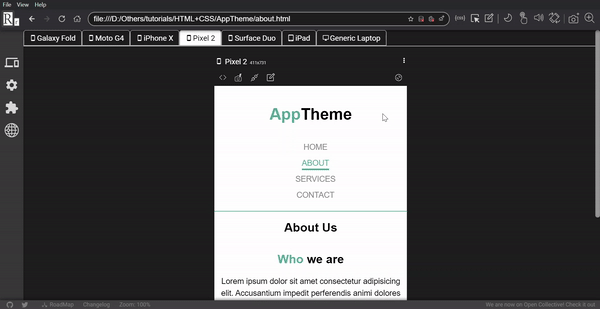 File View Help
R
file:///D:/Others/tutorials/HTML+CSS/AppTheme/about.html
Galaxy Fold Moto G4 iPhone X Pixel 2 Surface Duo iPad Generic Laptop
Pixel 2
AppTheme
HOME
ABOUT
SERVICES
CONTACT
About Us
Who we are
Lorem ipsum dolor sit amet consectetur adipisicing
elit. Accusantium impedit perferendis animi dolores
RoadMap Changelog Zoom: 100% We are now on Open Collective! Check it out